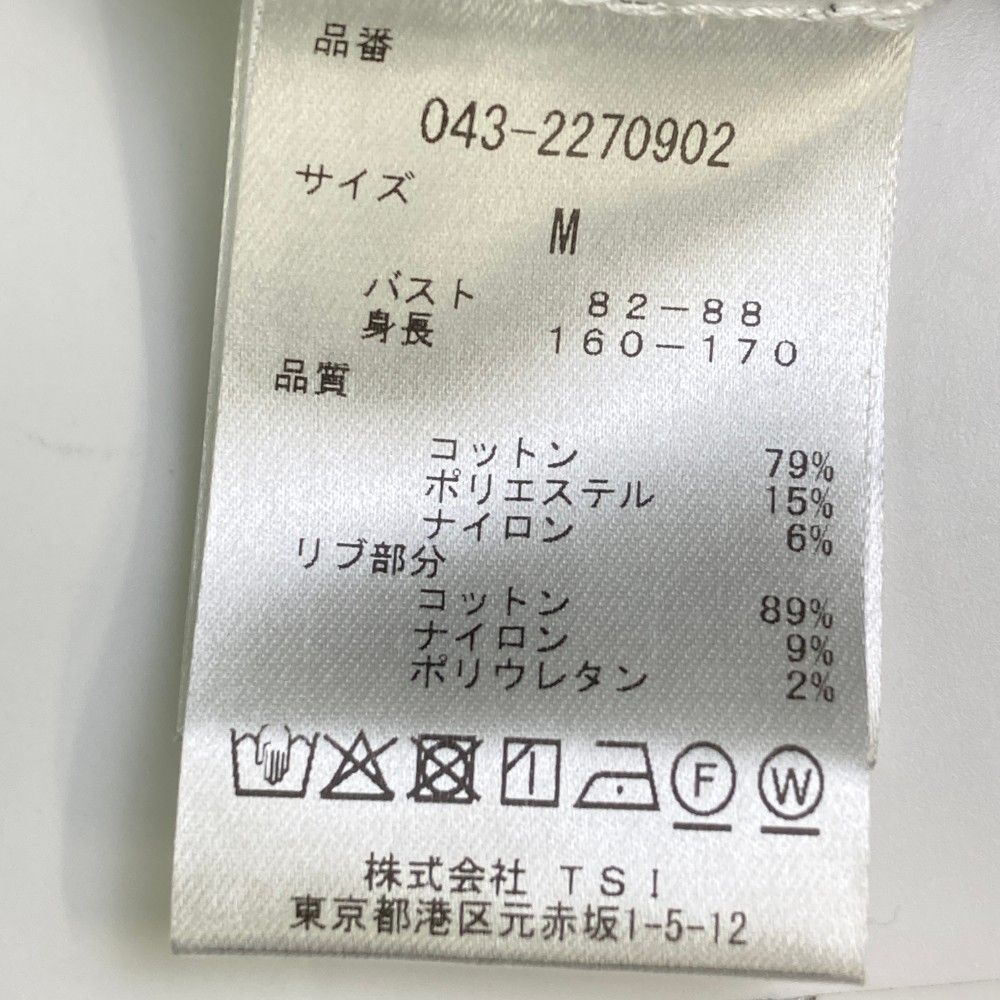 品番
043-2270902
サイズ
M
バスト 82-88
身長 160-170
品質
コットン 79%
ポリエステル 15%
ナイロン 6%
リブ部分
コットン 89%
ナイロン 9%
ポリウレタン 2%
F W
株式会社 TSI
東京都港区元赤坂1-5-12